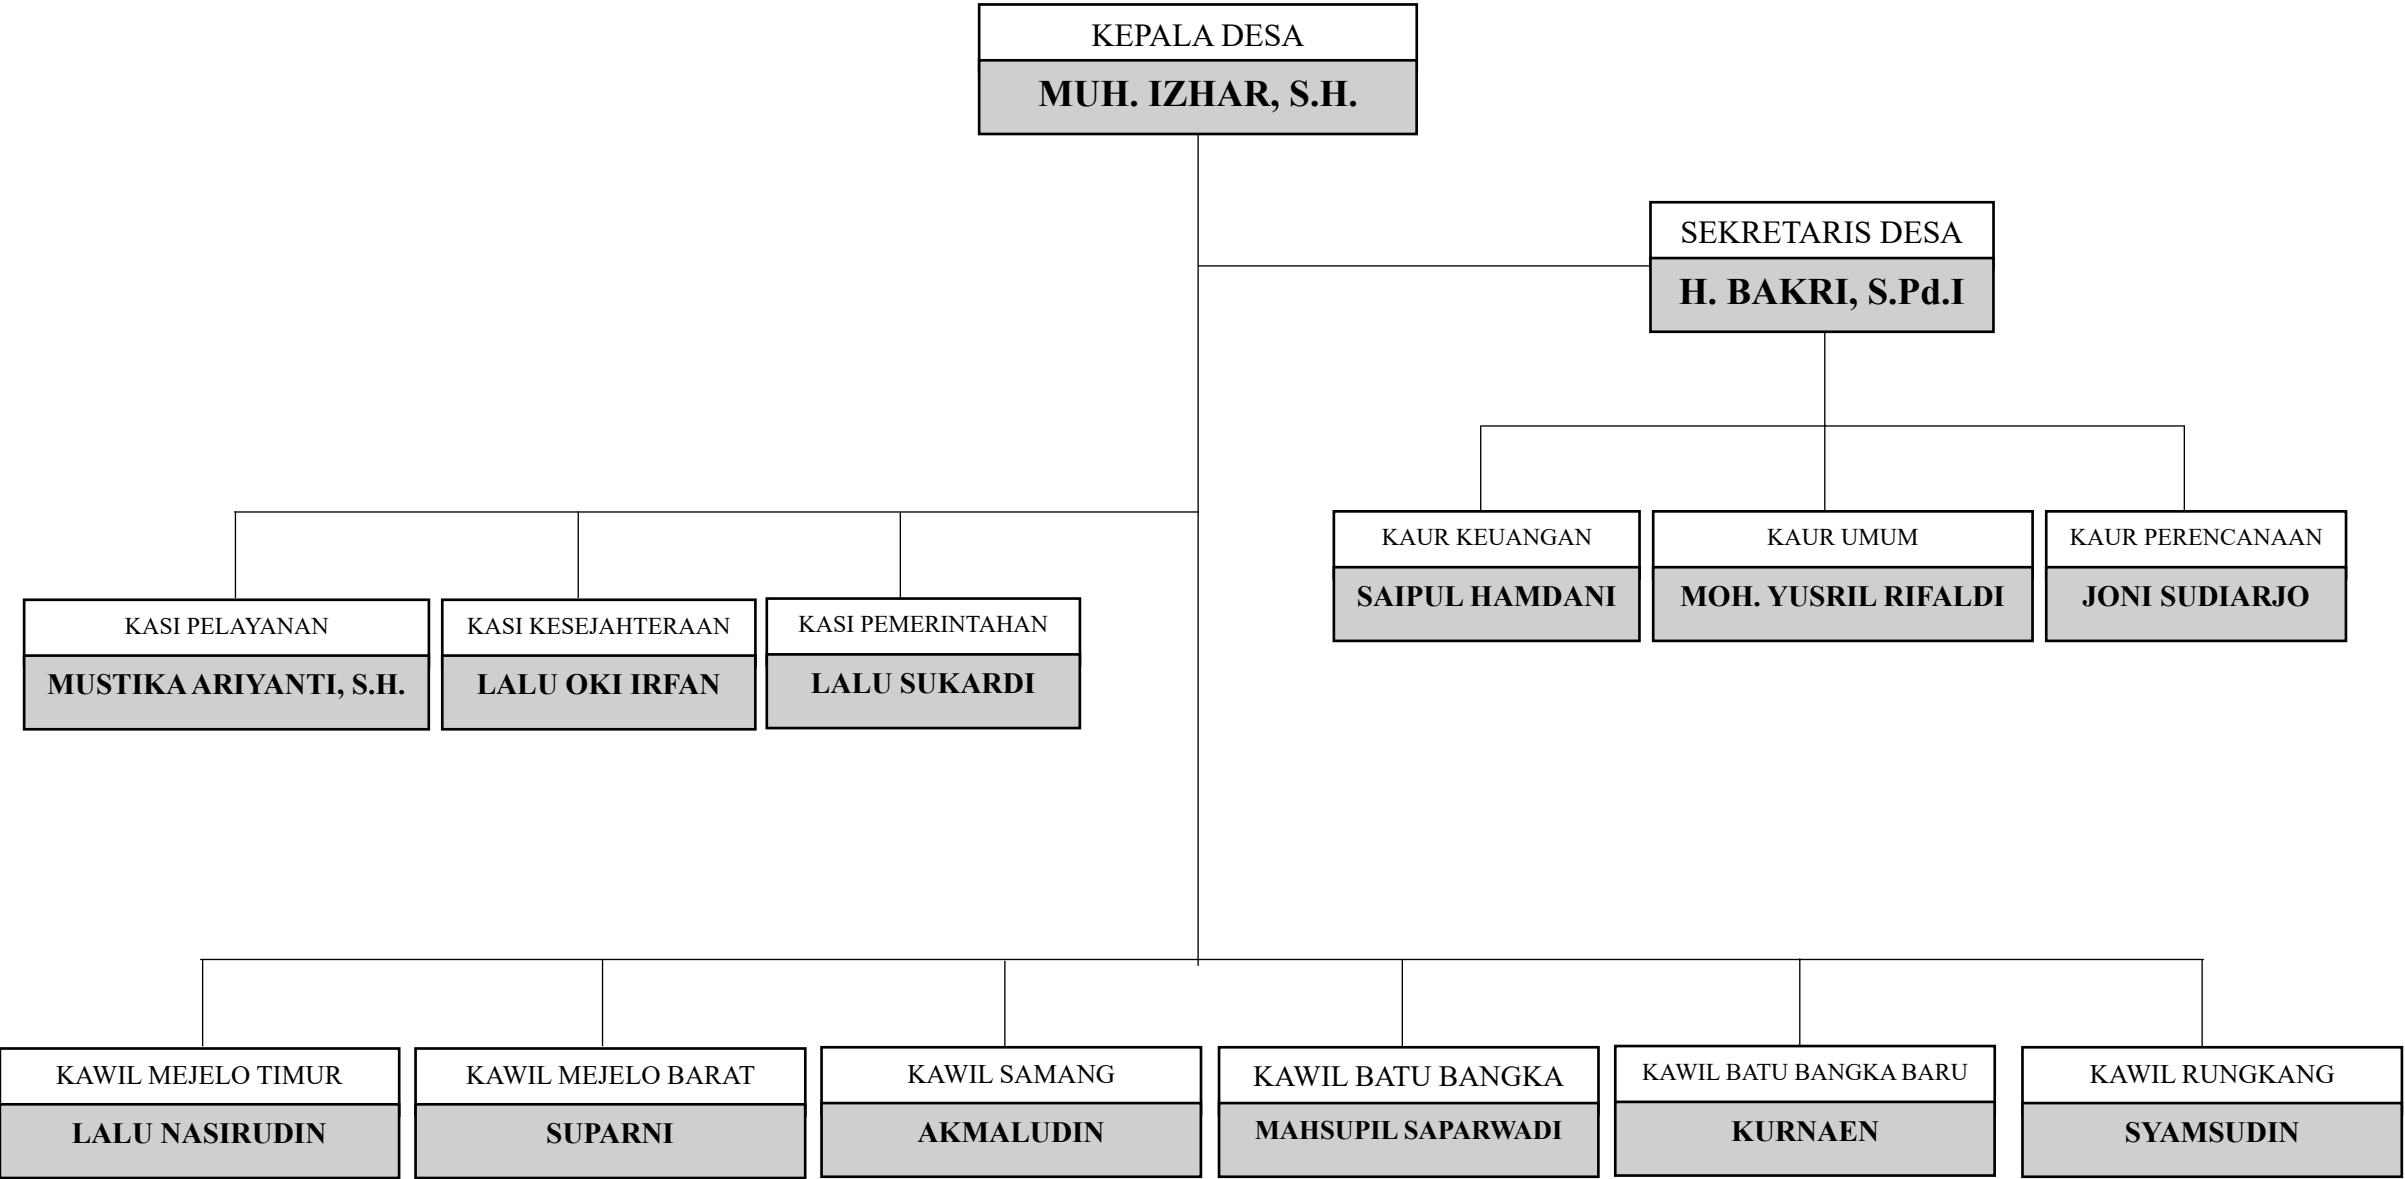 KEPALA DESA
MUH. IZHAR, S.H.
SEKRETARIS DESA
H. BAKRI, S.Pd.I
KAUR KEUANGAN
SAIPUL HAMDANI
KAUR UMUM
MOH. YUSRIL RIFALDI
KAUR PERENCANAAN
JONI SUDIARJO
KASI PELAYANAN
MUSTIKA ARIYANTI, S.H.
KASI KESEJAHTERAAN
LALU OKI IRFAN
KASI PEMERINTAHAN
LALU SUKARDI
KAWIL MEJELO TIMUR
LALU NASIRUDIN
KAWIL MEJELO BARAT
SUPARNI
KAWIL SAMANG
AKMALUDIN
KAWIL BATU BANGKA
MAHSUPIL SAPARWADI
KAWIL BATU BANGKA BARU
KURNAEN
KAWIL RUNGKANG
SYAMSUDIN